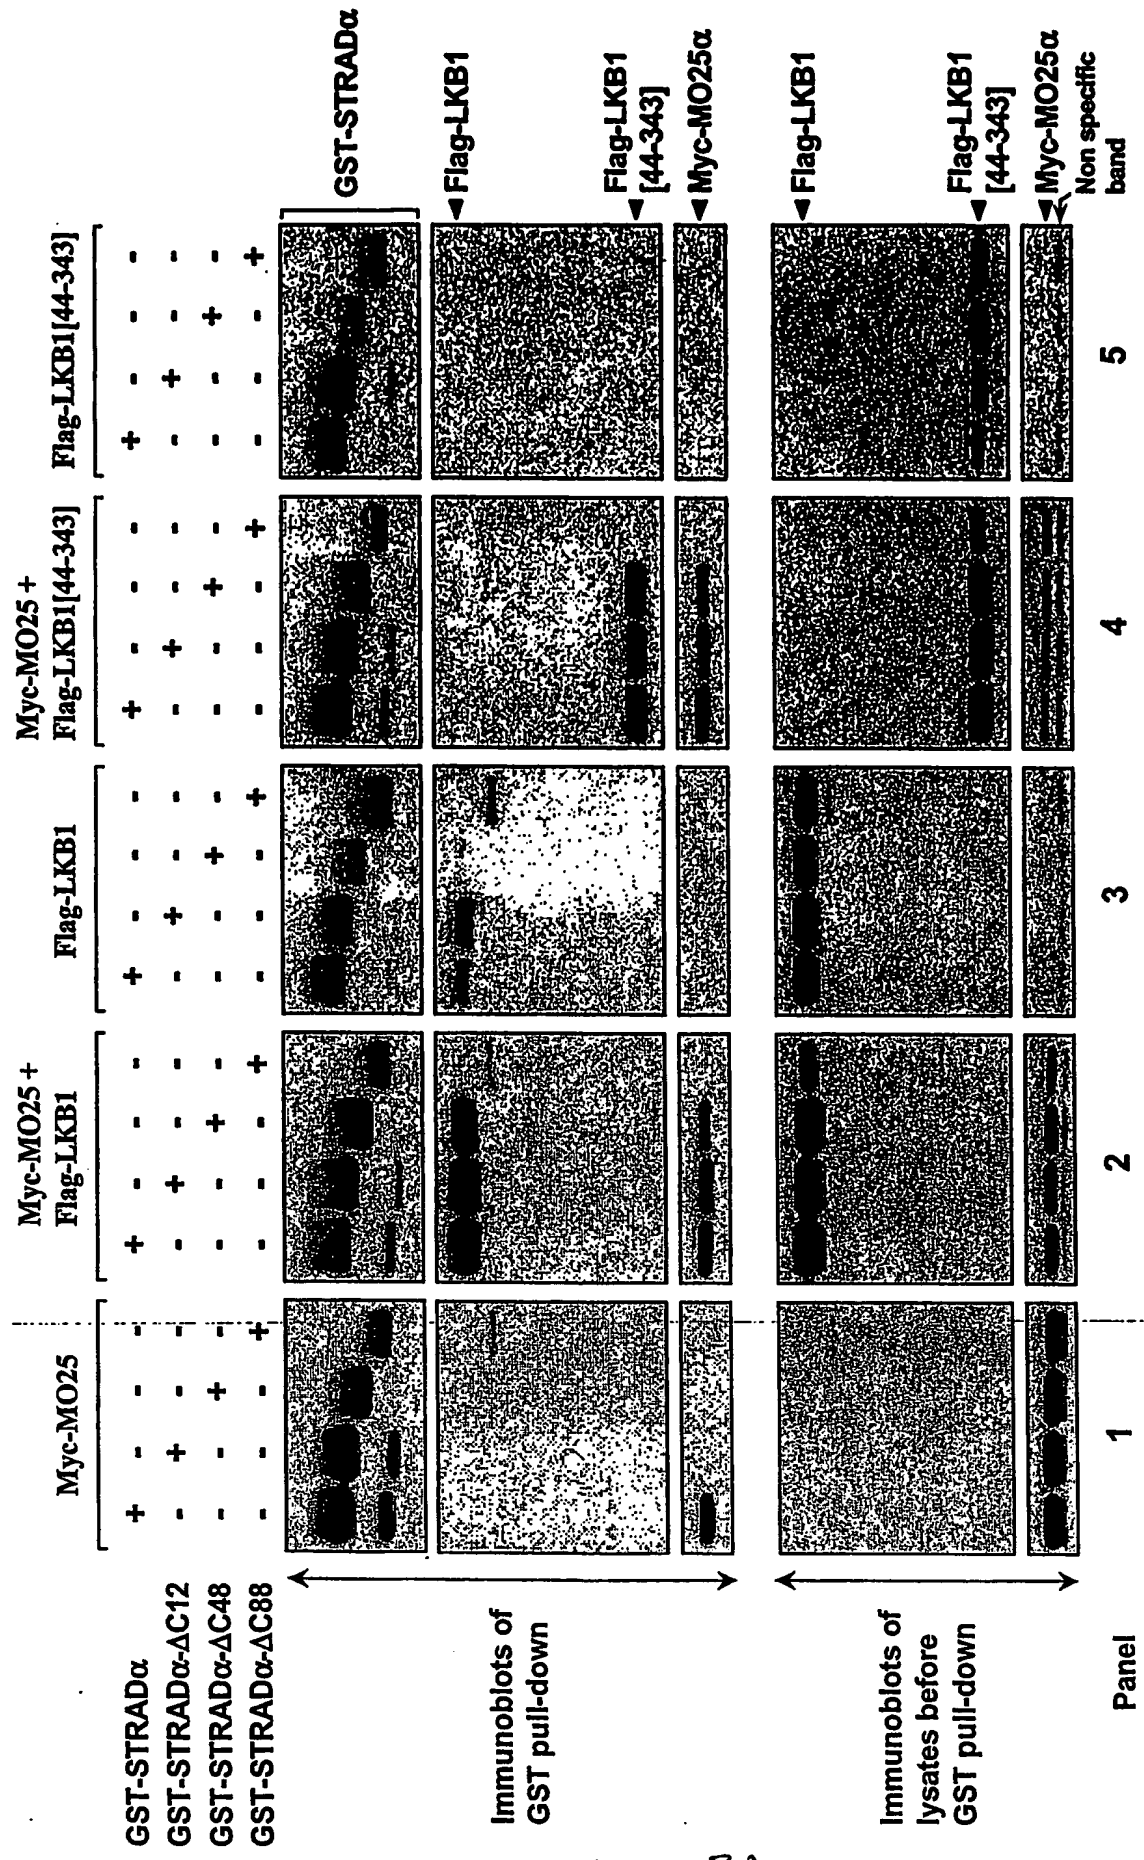 Myc-MO25
Myc-MO25 +
Flag-LKB1
Flag-LKB1
Myc-MO25 +
Flag-LKB1[44-343]
Flag-LKB1[44-343]
GST-STRADα + - - - + - - - + - - - + - - - + - - -
GST-STRADα-ΔC12 - + - - - + - - - + - - - + - - - + - -
GST-STRADα-ΔC48 - - + - - - + - - - + - - - + - - - + -
GST-STRADα-ΔC88 - - - + - - - + - - - + - - - + - - - +
GST-STRADα
Immunoblots of
GST pull-down
Flag-LKB1
Flag-LKB1
[44-343]
Myc-MO25α
Immunoblots of
lysates before
GST pull-down
Flag-LKB1
Flag-LKB1
[44-343]
Myc-MO25α
Non specific
band
Panel 1 2 3 4 5